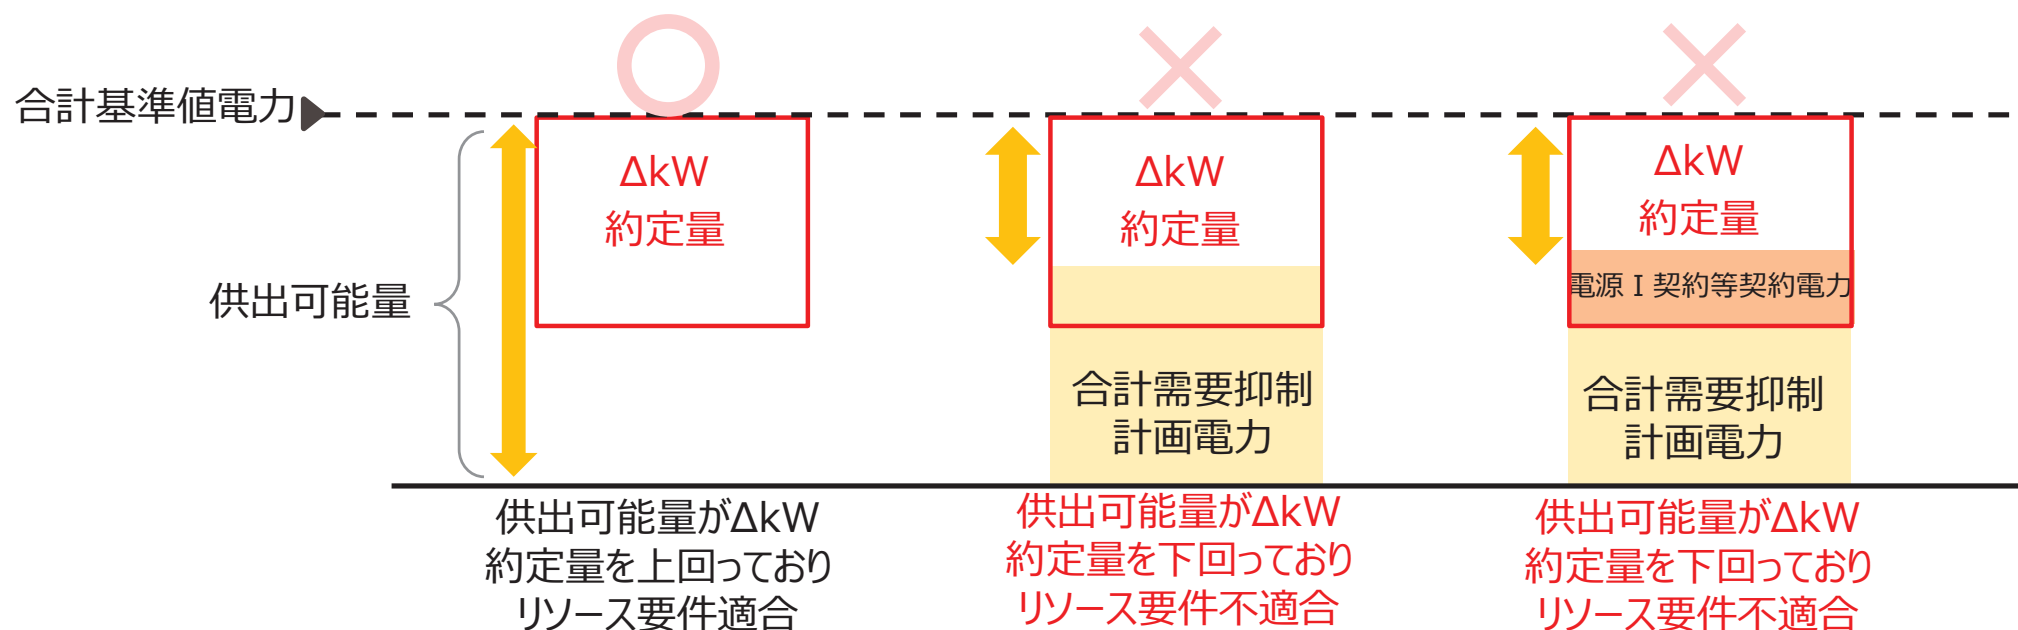 合計基準値電力
供出可能量
ΔkW
約定量
供出可能量がΔkW
約定量を上回っており
リソース要件適合
ΔkW
約定量
合計需要抑制
計画電力
供出可能量がΔkW
約定量を下回っており
リソース要件不適合
ΔkW
約定量
電源Ⅰ契約等契約電力
合計需要抑制
計画電力
供出可能量がΔkW
約定量を下回っており
リソース要件不適合